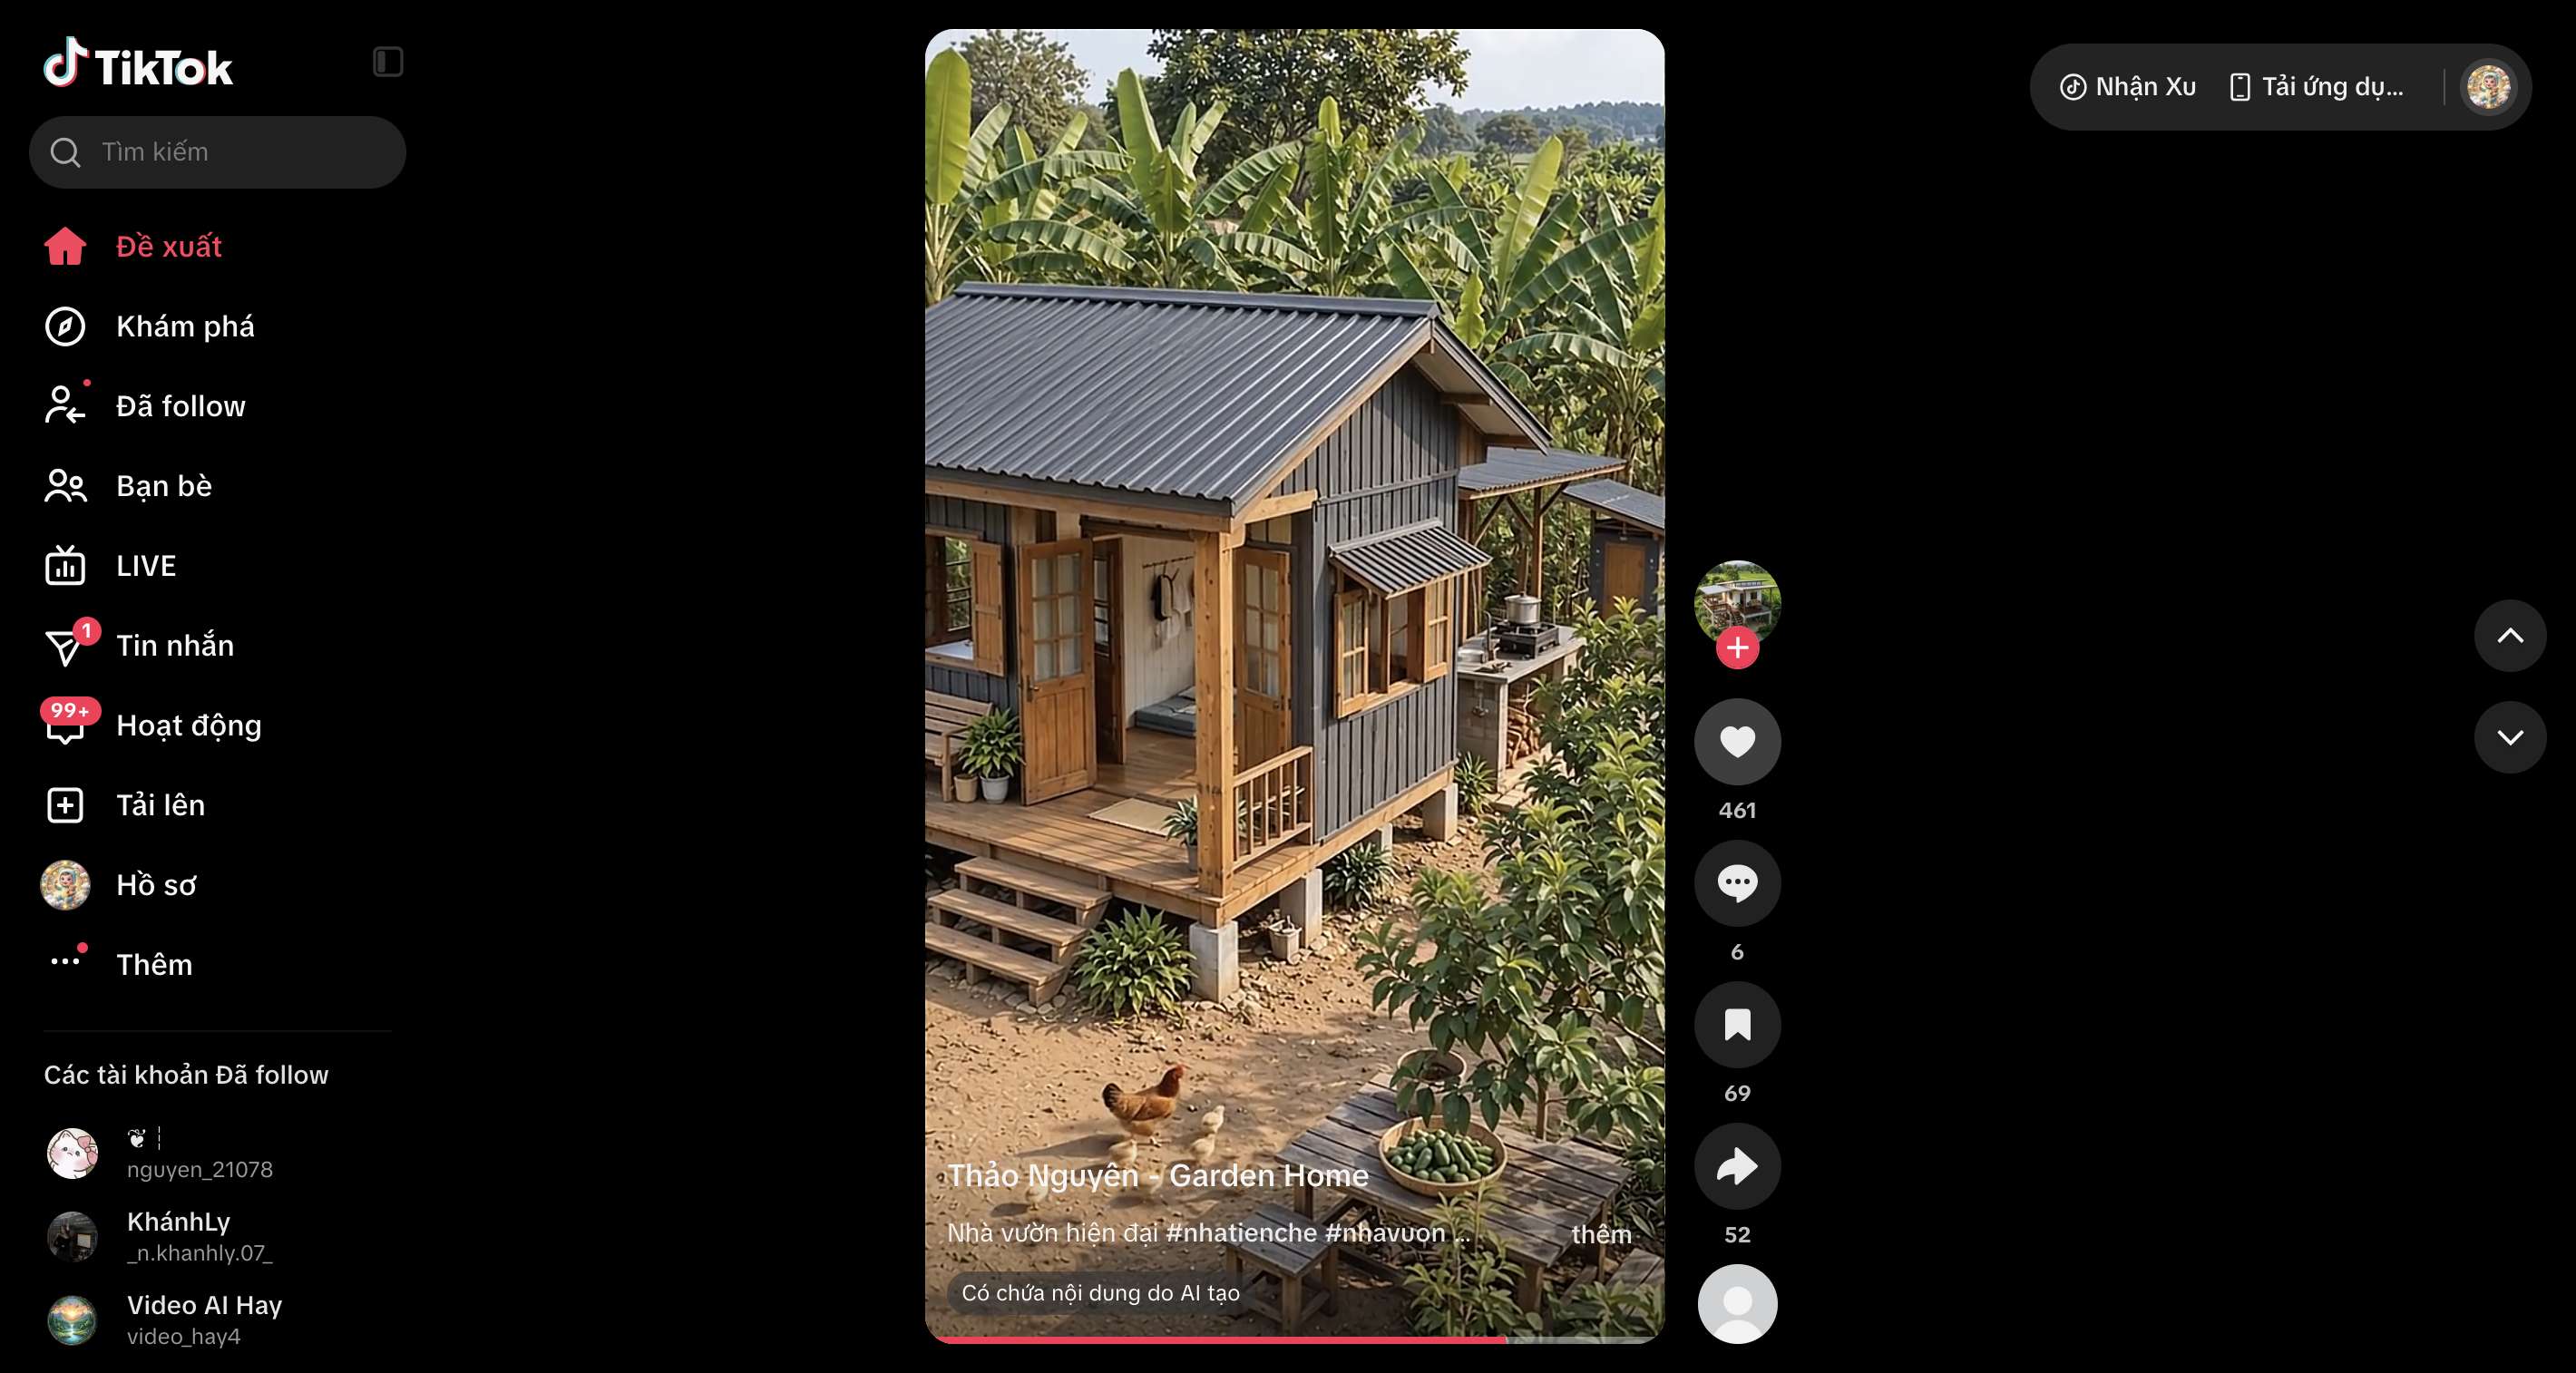 TikTok
Tìm kiếm
Đề xuất
Khám phá
Đã follow
Bạn bè
LIVE
1
Tin nhắn
99+
Hoạt động
Tải lên
Hồ sơ
Thêm
Các tài khoản Đã follow
nguyen_21078
KhánhLy
_n.khanhly.07_
Video AI Hay
video_hay4
Thảo Nguyên - Garden Home
Nhà vườn hiện đại #nhatienche #nhavuon ... thêm
Có chứa nội dung do AI tạo
461
6
69
52
Nhận Xu
Tải ứng dụ...